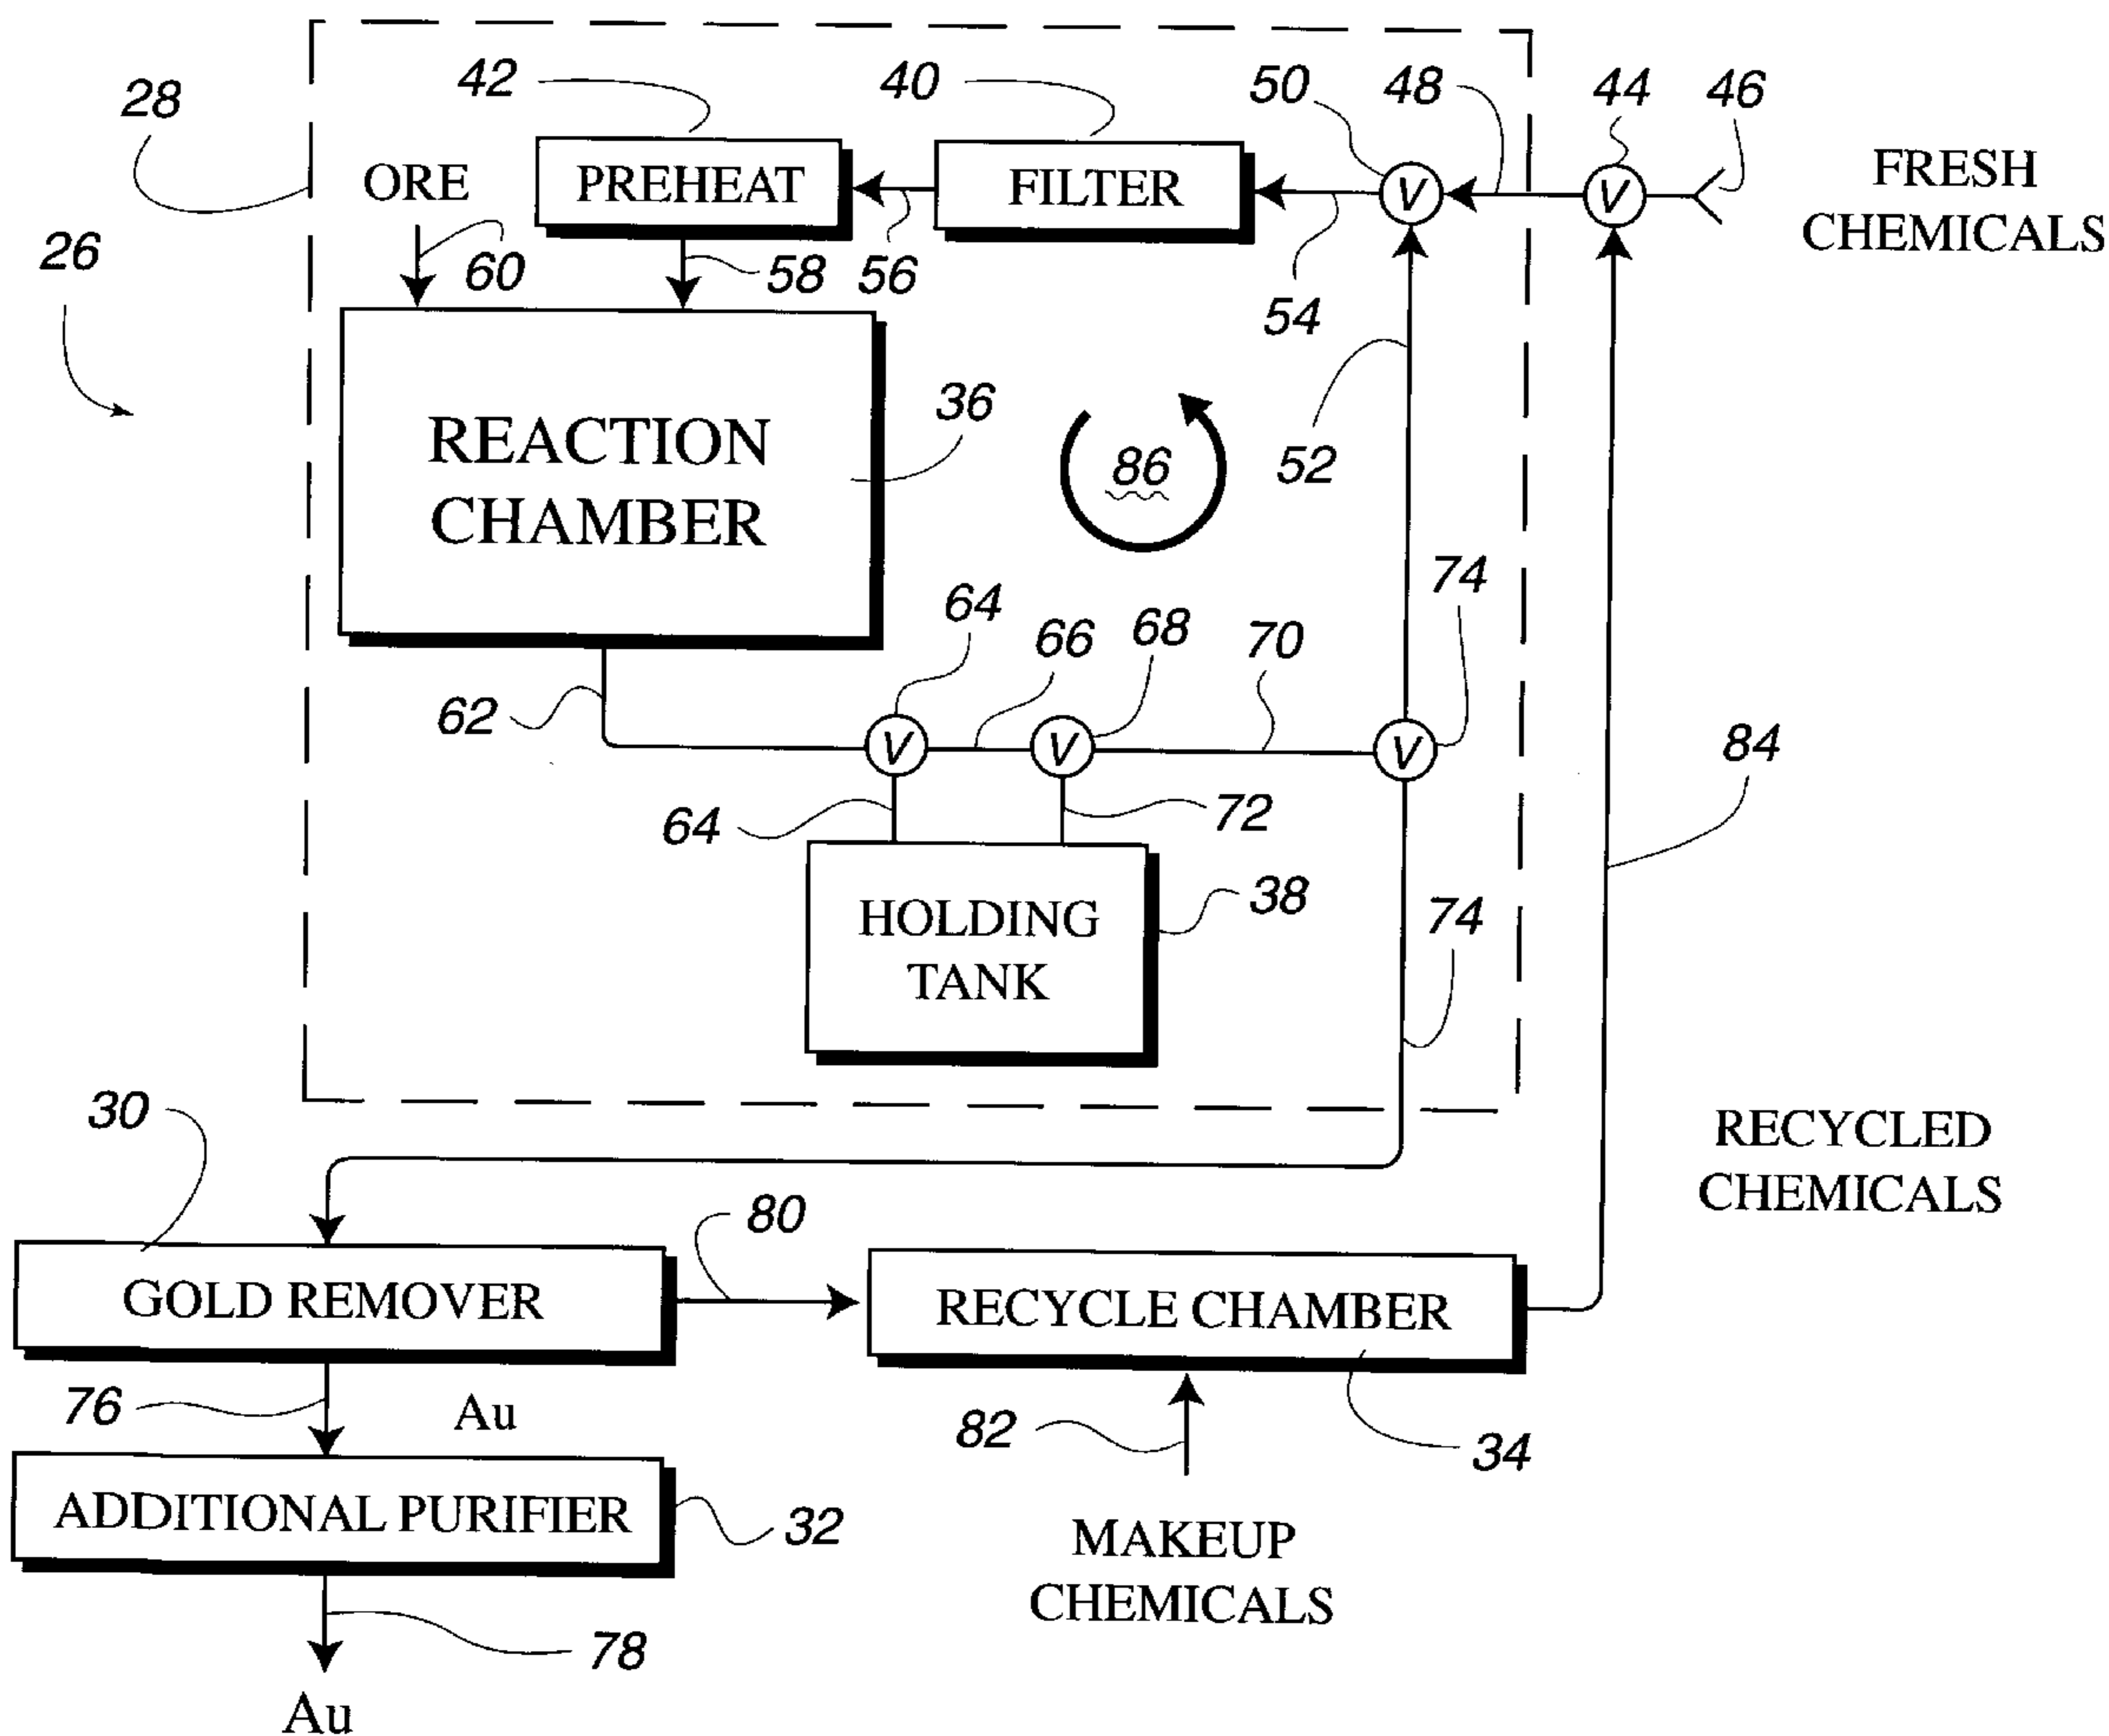 42
40
50
48
44
46
28
ORE
PREHEAT
FILTER
V
V
FRESH
CHEMICALS
26
60
58
56
54
36
REACTION
CHAMBER
86
52
74
64
66
68
70
62
V
V
V
84
64
72
HOLDING
TANK
38
74
30
RECYCLED
CHEMICALS
80
GOLD REMOVER
RECYCLE CHAMBER
76
Au
82
34
ADDITIONAL PURIFIER
32
MAKEUP
CHEMICALS
78
Au